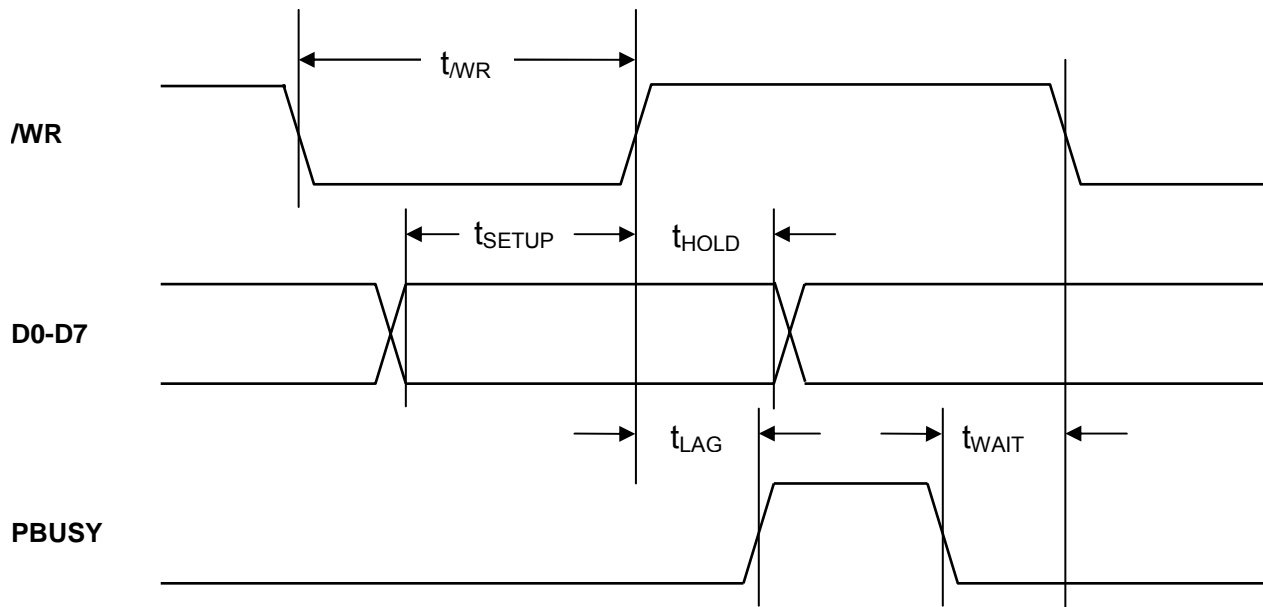 t/WR
/WR
tSETUP
tHOLD
D0-D7
tLAG
tWAIT
PBUSY